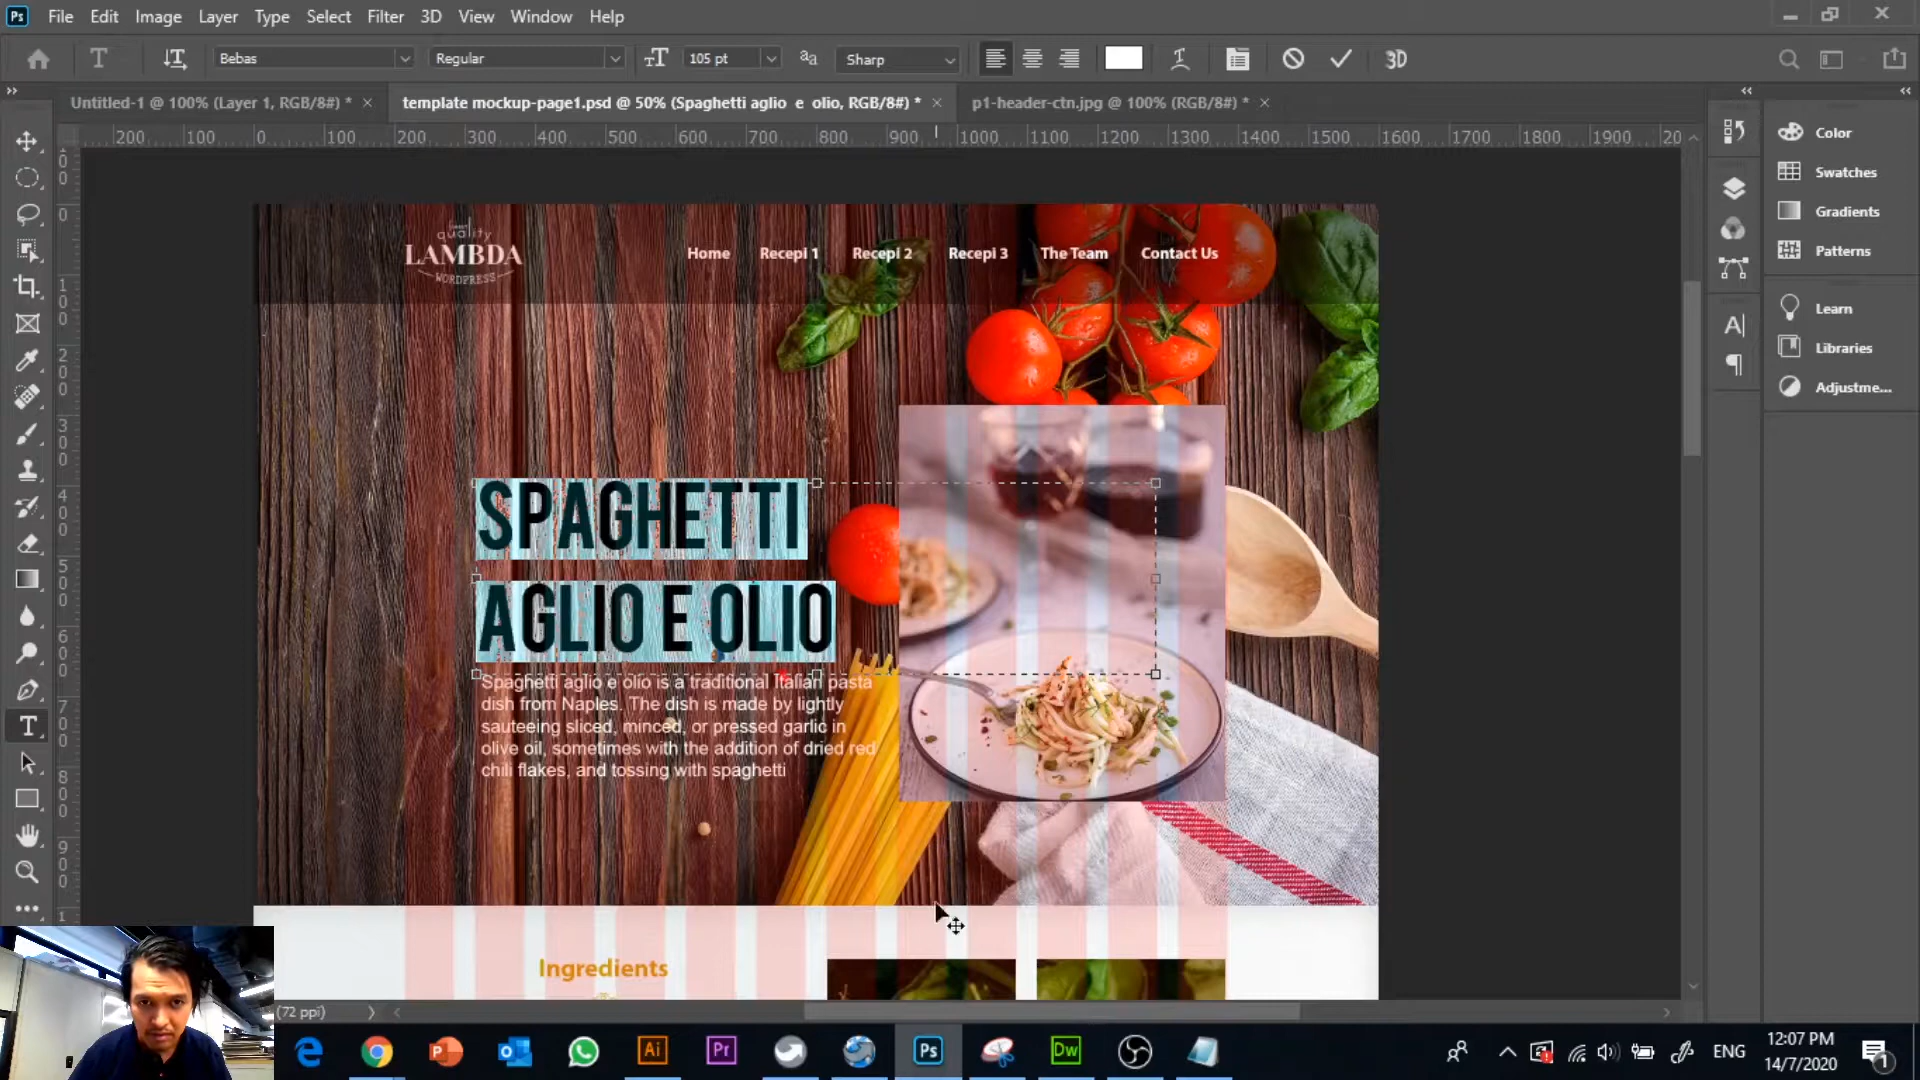 Ps File Edit Image Layer Type Select Filter 3D View Window Help
T Bebas Regular 105 pt Sharp 3D
Untitled-1 @ 100% (Layer 1, RGB/8#) *
template mockup-page1.psd @ 50% (Spaghetti aglio e olio, RGB/8#) *
p1-header-ctn.jpg @ 100% (RGB/8#) *
200 100 0 100 200 300 400 500 600 700 800 900 1000 1100 1200 1300 1400 1500 1600 1700 1800 1900 20
Color
Swatches
Gradients
Patterns
Learn
Libraries
Adjustme...
quality
LAMBDA
WORDPRESS
Home Recepi 1 Recepi 2 Recepi 3 The Team Contact Us
SPAGHETTI
AGLIO E OLIO
Spaghetti aglio e olio is a traditional Italian pasta
dish from Naples. The dish is made by lightly
sauteeing sliced, minced, or pressed garlic in
olive oil, sometimes with the addition of dried red
chili flakes, and tossing with spaghetti
Ingredients
(72 ppi)
Ai Pr Ps Dw
ENG
12:07 PM
14/7/2020
1